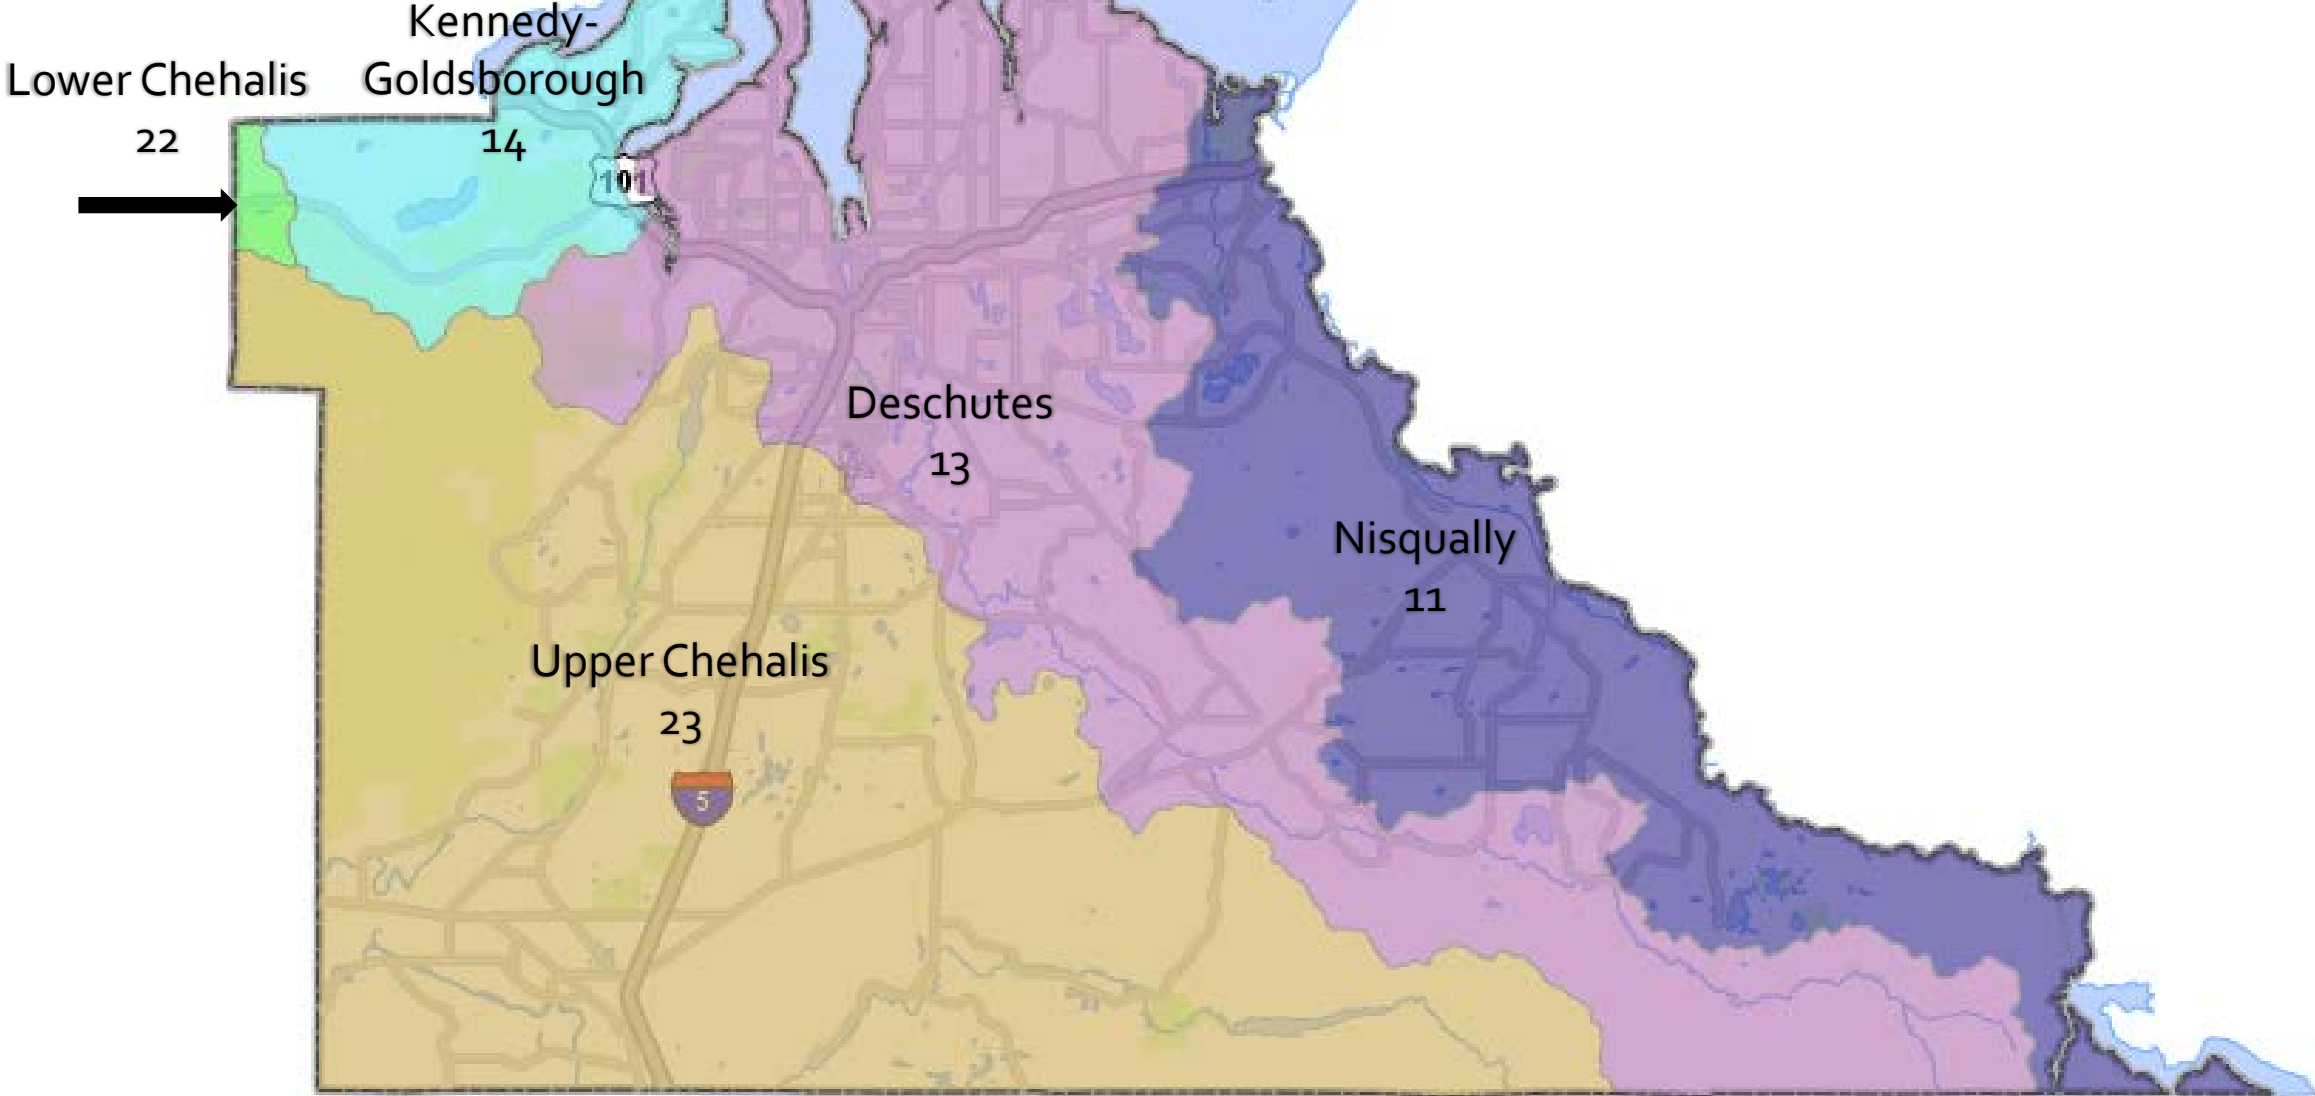 Kennedy-
Goldsborough
14
Lower Chehalis
22
101
Deschutes
13
Nisqually
11
Upper Chehalis
23
5